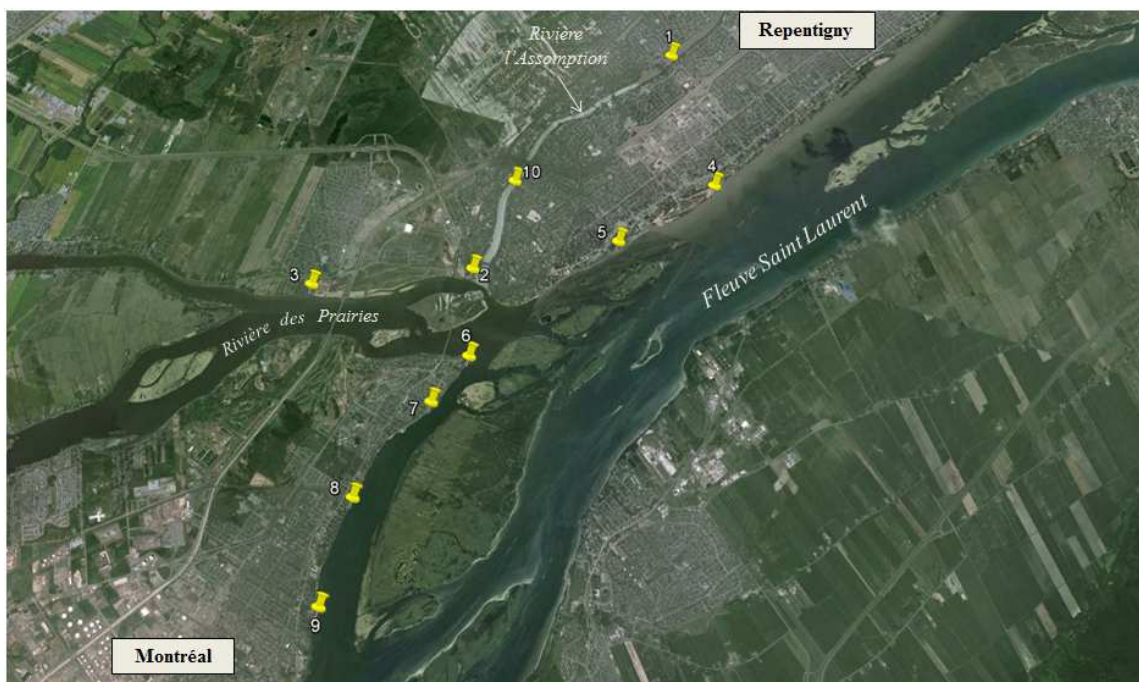 Repentigny
Rivière
l'Assomption
1
10
4
5
2
3
Fleuve Saint Laurent
Rivière des Prairies
6
7
8
9
Montréal